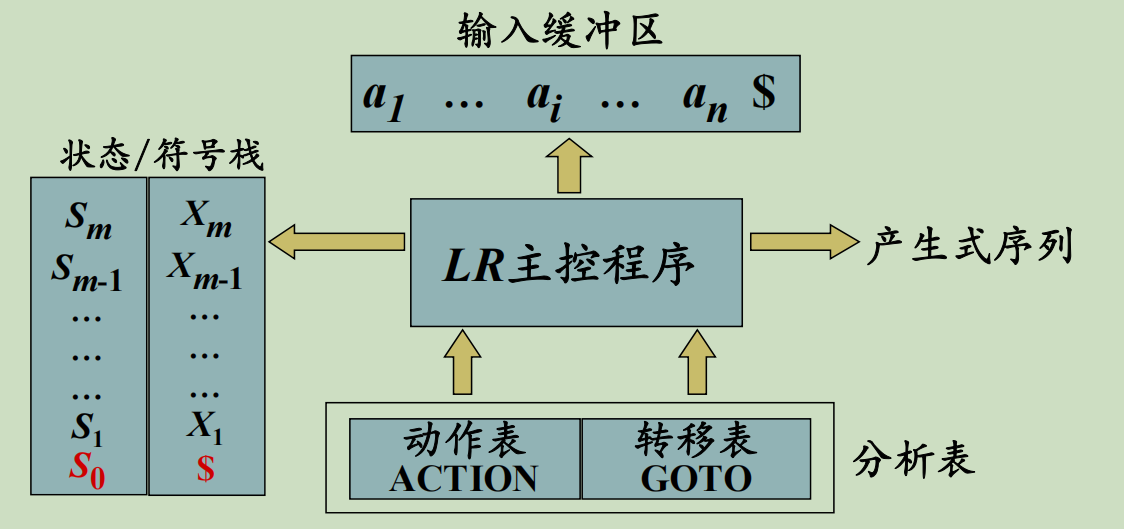 输入缓冲区
a1 … ai … an $
状态/符号栈
Sm Xm
Sm-1 Xm-1
… …
… …
… …
S1 X1
S0 $
LR主控程序
产生式序列
动作表 转移表
ACTION GOTO
分析表